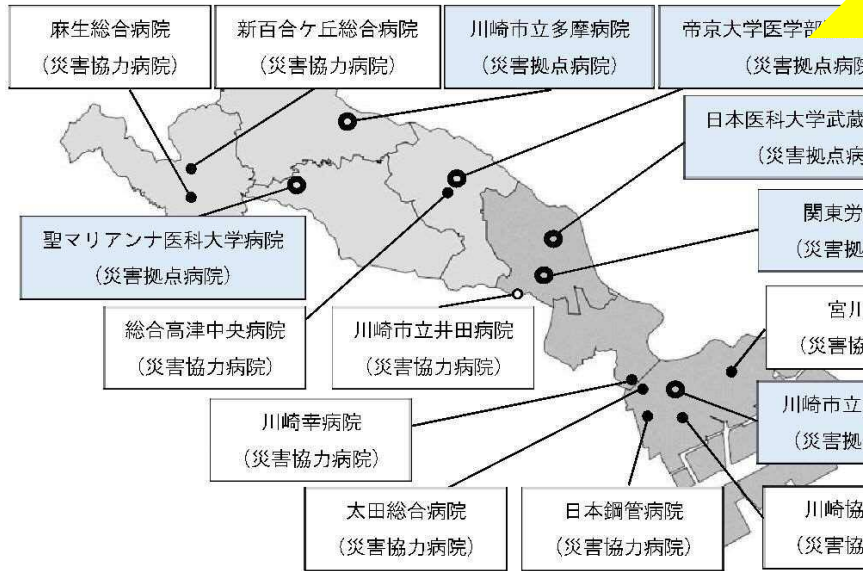 麻生総合病院
(災害協力病院)
新百合ケ丘総合病院
(災害協力病院)
川崎市立多摩病院
(災害拠点病院)
帝京大学医学部
(災害拠点病院
日本医科大学武蔵
(災害拠点病
聖マリアンナ医科大学病院
(災害拠点病院)
関東労
(災害拠
総合高津中央病院
(災害協力病院)
川崎市立井田病院
(災害協力病院)
宮川
(災害協
川崎幸病院
(災害協力病院)
川崎市立
(災害拠
太田総合病院
(災害協力病院)
日本鋼管病院
(災害協力病院)
川崎協
(災害協